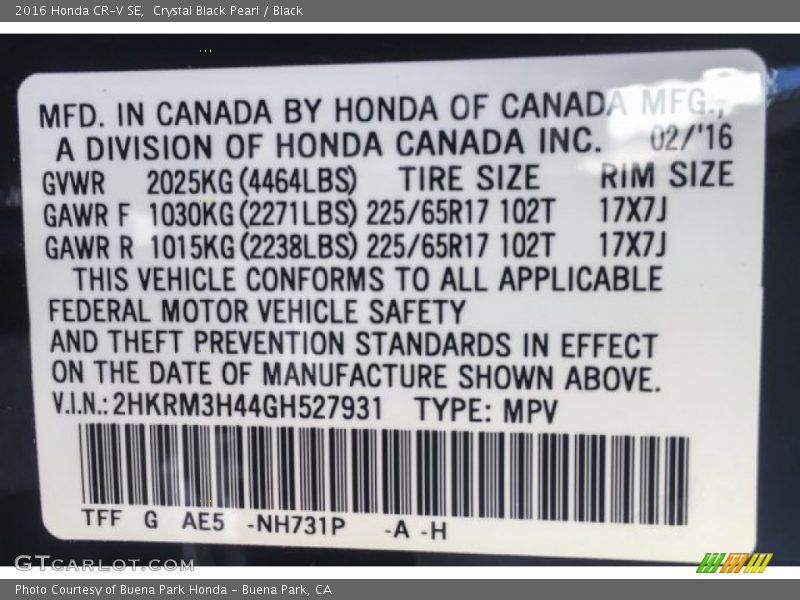 2016 Honda CR-V SE,  Crystal Black Pearl / Black
MFD. IN CANADA BY HONDA OF CANADA MFG.,
A DIVISION OF HONDA CANADA INC. 02/'16
GVWR 2025KG (4464LBS) TIRE SIZE RIM SIZE
GAWR F 1030KG (2271LBS) 225/65R17 102T 17X7J
GAWR R 1015KG (2238LBS) 225/65R17 102T 17X7J
THIS VEHICLE CONFORMS TO ALL APPLICABLE
FEDERAL MOTOR VEHICLE SAFETY
AND THEFT PREVENTION STANDARDS IN EFFECT
ON THE DATE OF MANUFACTURE SHOWN ABOVE.
V.I.N.: 2HKRM3H44GH527931 TYPE: MPV
TFF G AE5 -NH731P -A -H
GTCarLot.com
Photo Courtesy of Buena Park Honda - Buena Park, CA